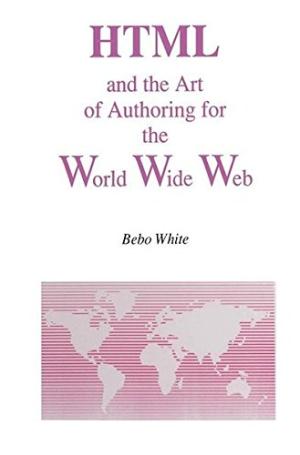 HTML
and the Art
of Authoring for
the
World Wide Web
Bebo White